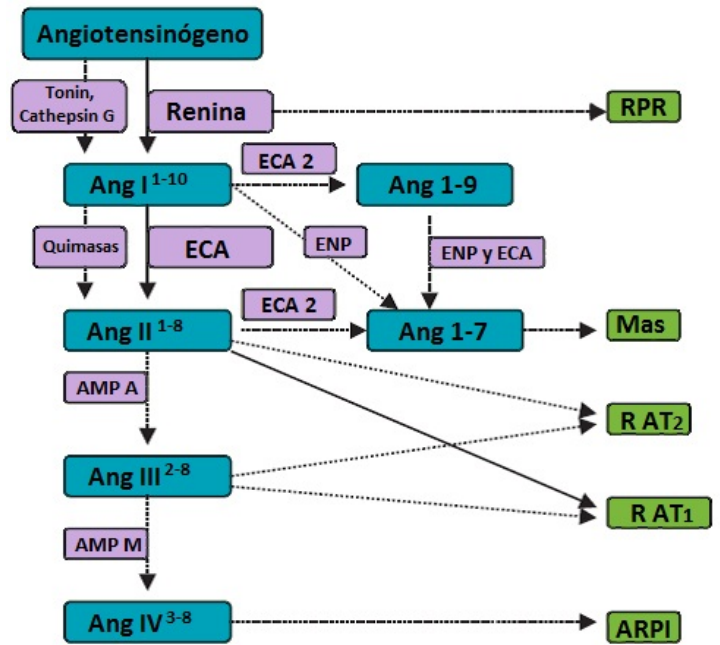 Angiotensinógeno
Tonin,
Cathepsin G
Renina
RPR
Ang I 1-10
ECA 2
Ang 1-9
Quimasas
ECA
ENP
ENP y ECA
Ang II 1-8
ECA 2
Ang 1-7
Mas
AMP A
R AT2
Ang III 2-8
R AT1
AMP M
Ang IV 3-8
ARPI